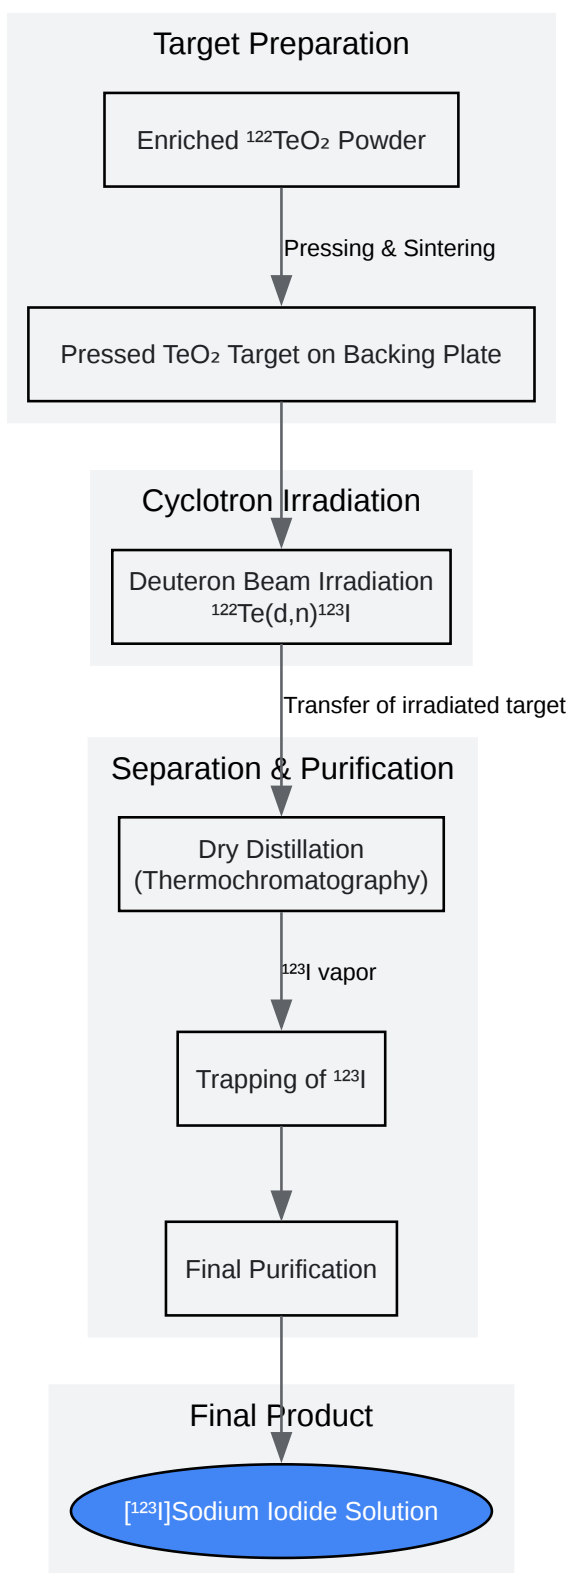 Target Preparation
Enriched ¹²²TeO₂ Powder
Pressing & Sintering
Pressed TeO₂ Target on Backing Plate
Cyclotron Irradiation
Deuteron Beam Irradiation
¹²²Te(d,n)¹²³I
Transfer of irradiated target
Separation & Purification
Dry Distillation
(Thermochromatography)
¹²³I vapor
Trapping of ¹²³I
Final Purification
Final Product
[¹²³I]Sodium Iodide Solution